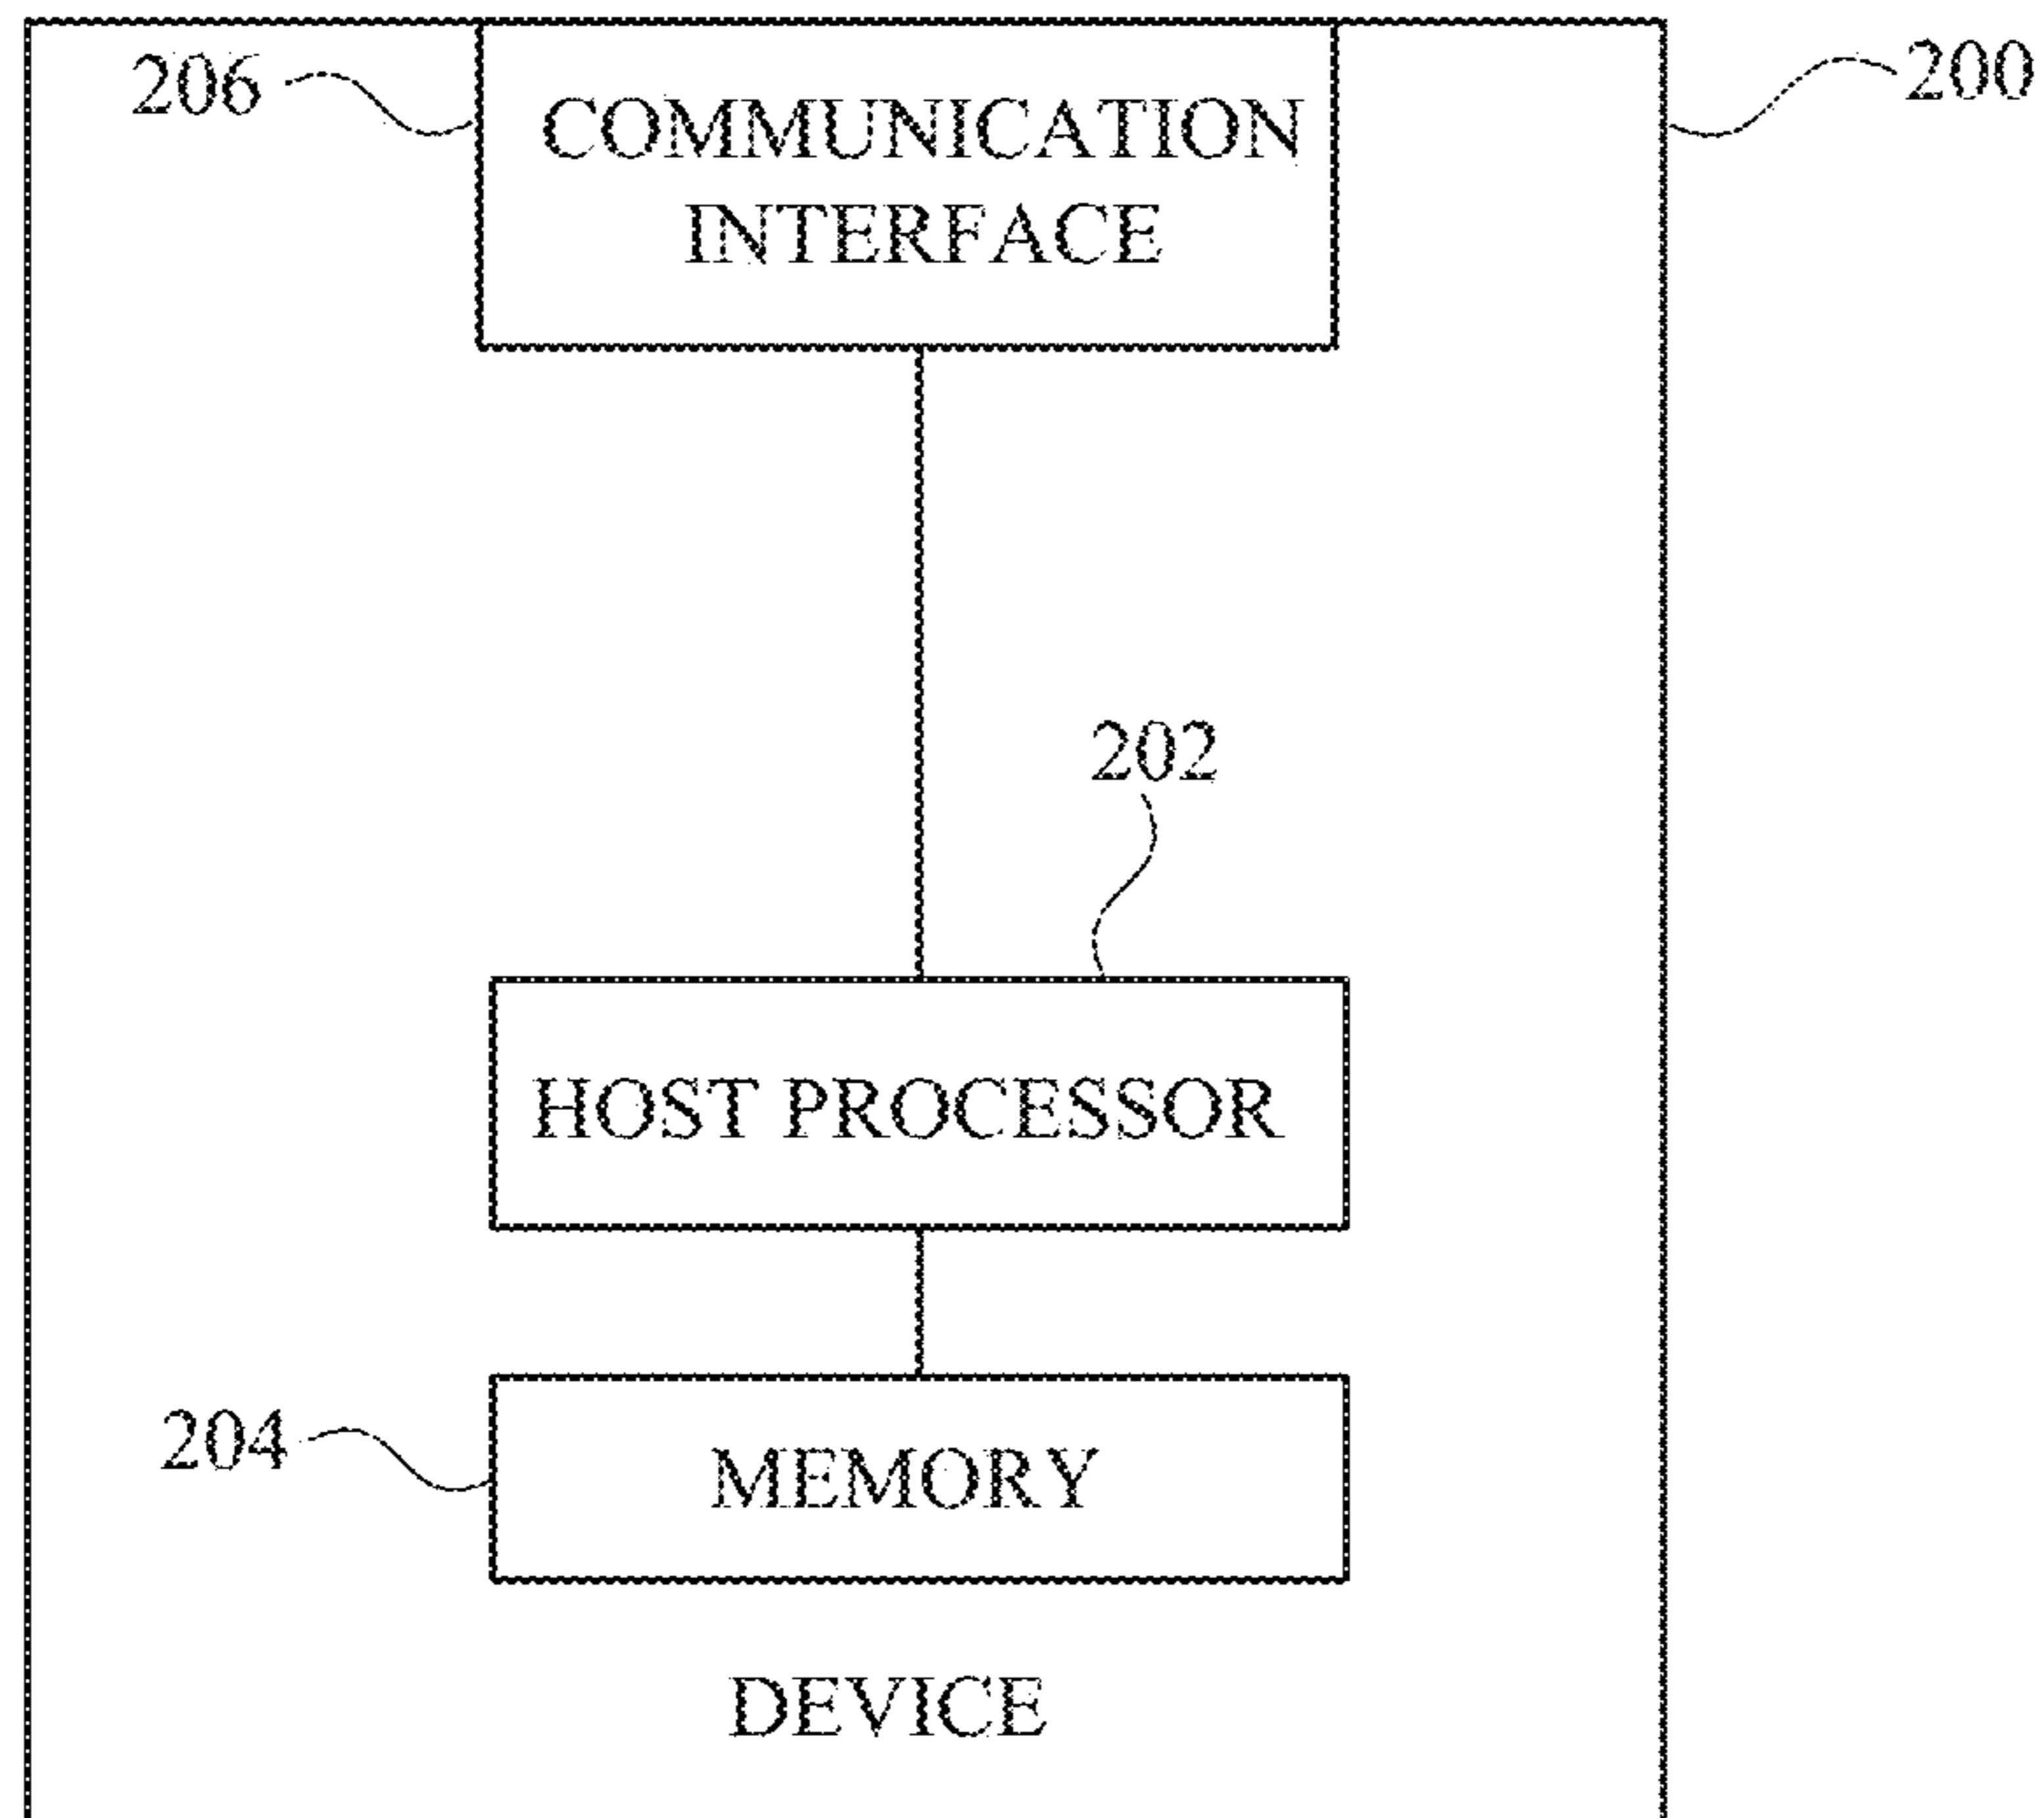 206
200
COMMUNICATION
INTERFACE
202
HOST PROCESSOR
204
MEMORY
DEVICE